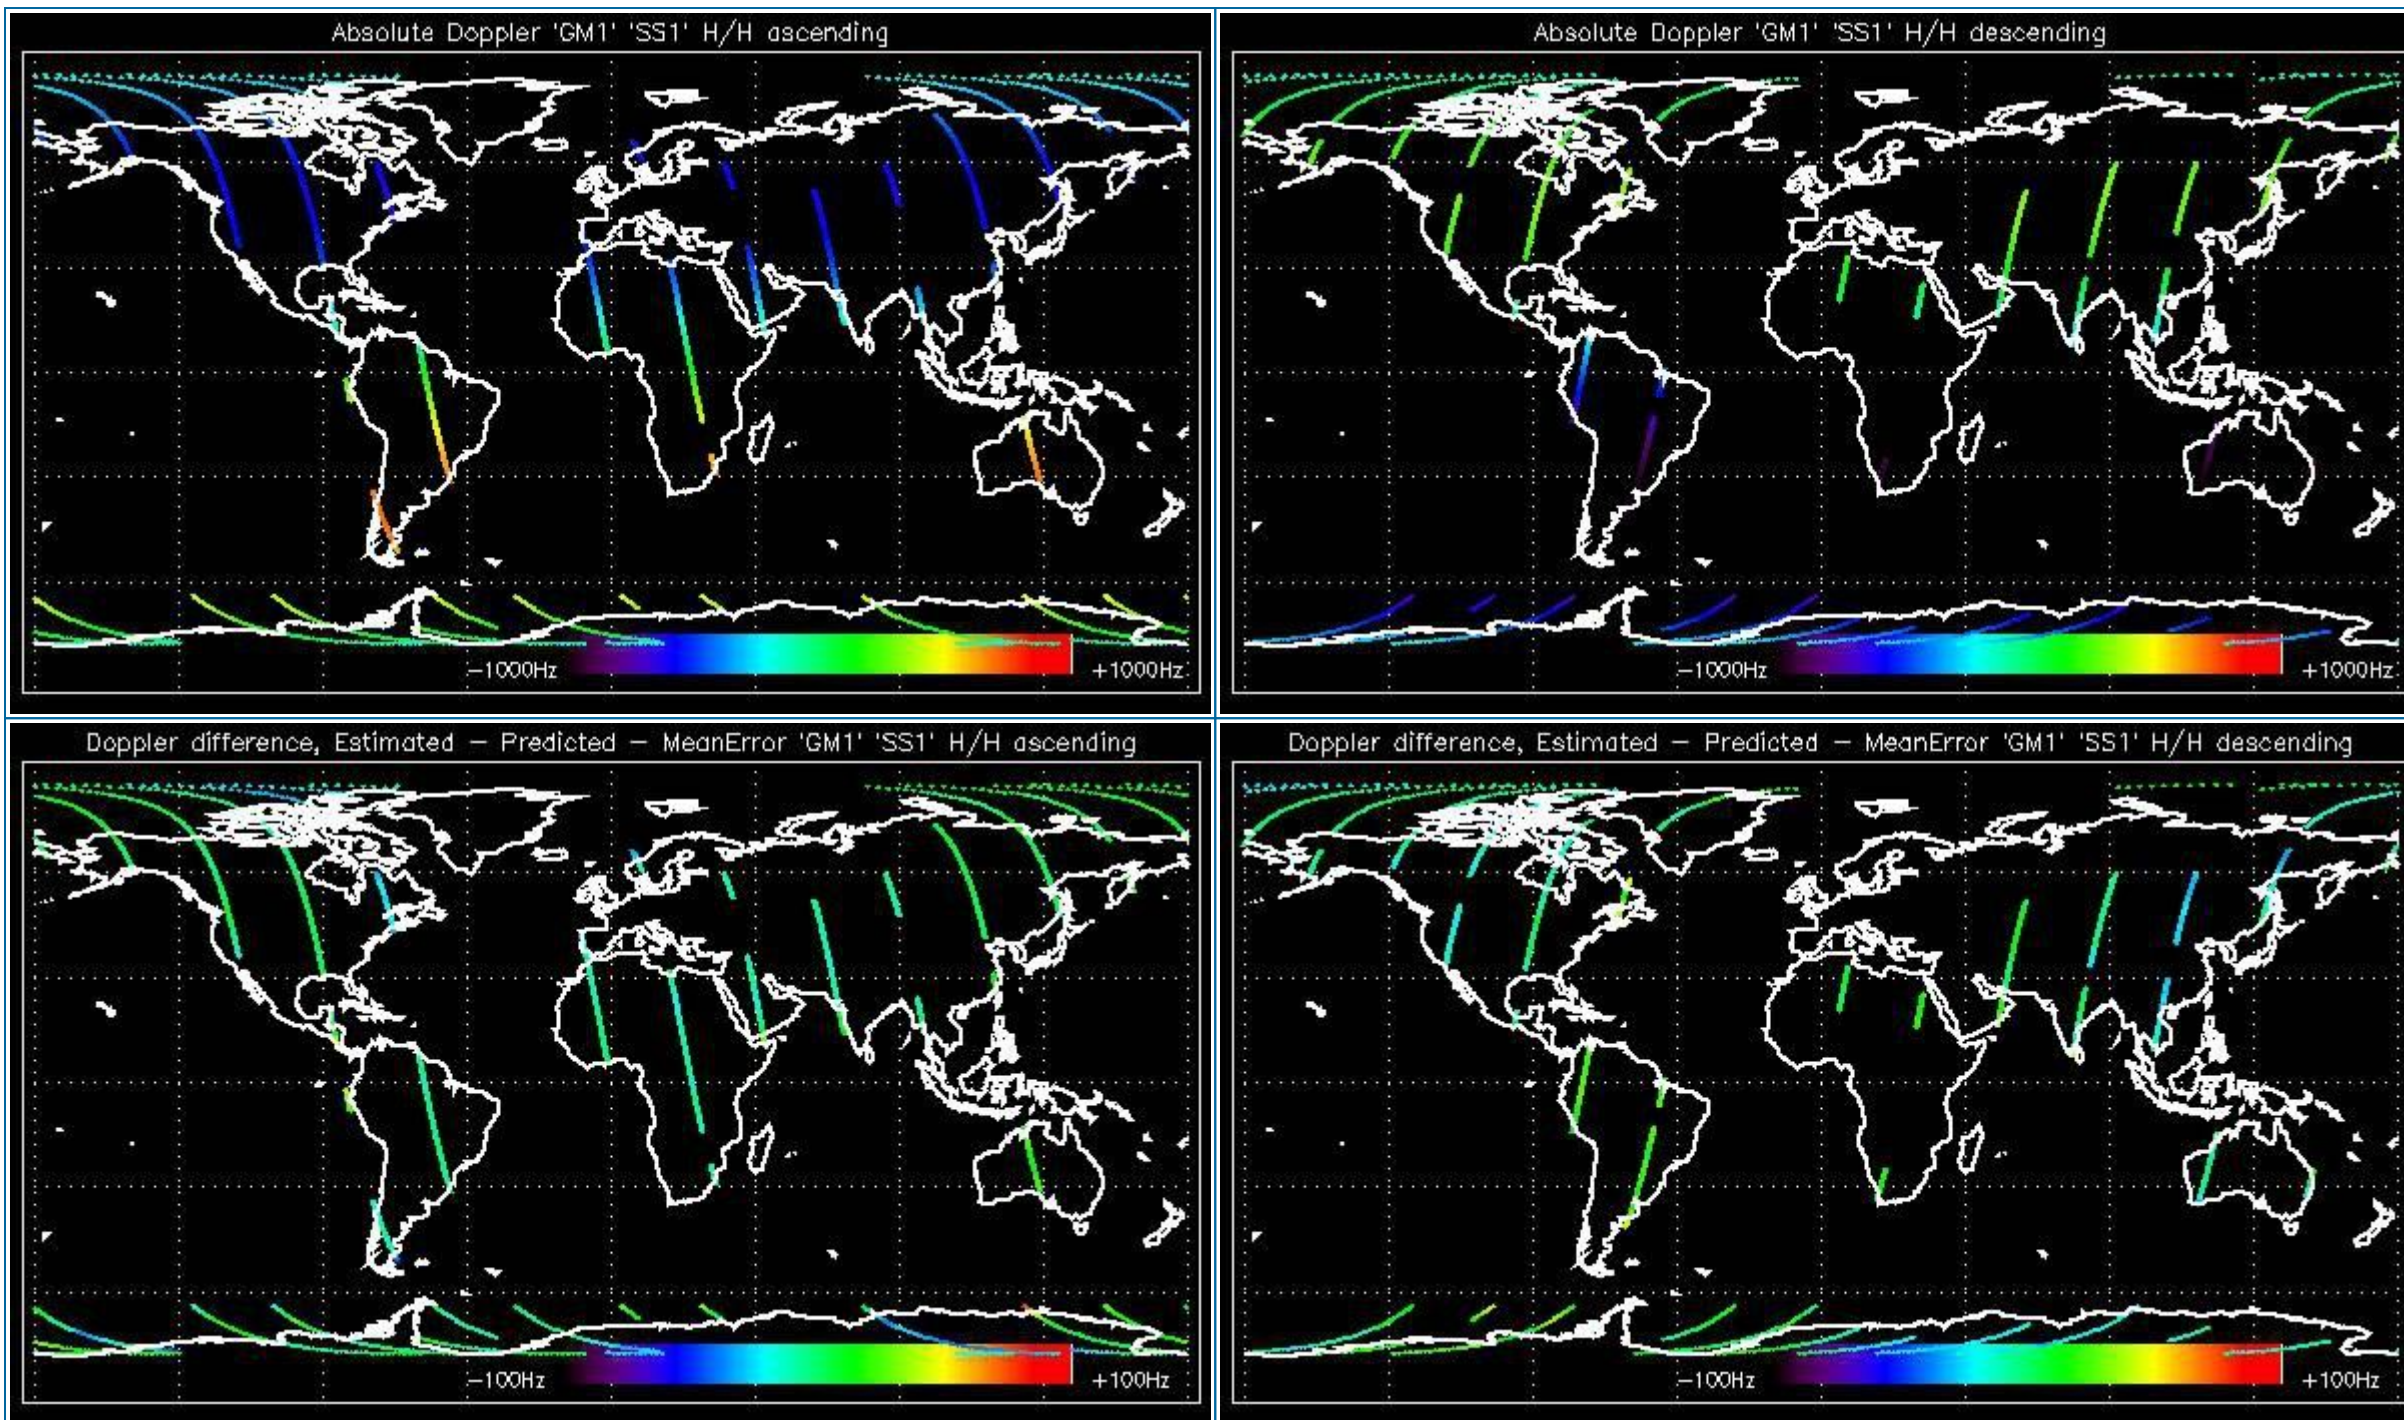 Absolute Doppler 'GM1' 'SS1' H/H ascending
-1000Hz
+1000Hz
Absolute Doppler 'GM1' 'SS1' H/H descending
-1000Hz
+1000Hz
Doppler difference, Estimated - Predicted - MeanError 'GM1' 'SS1' H/H ascending
-100Hz
+100Hz
Doppler difference, Estimated - Predicted - MeanError 'GM1' 'SS1' H/H descending
-100Hz
+100Hz